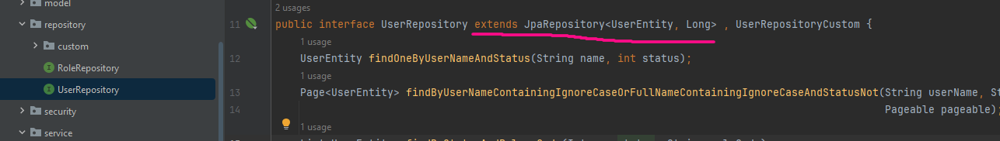 model
repository
custom
RoleRepository
UserRepository
security
service
2 usages
11 public interface UserRepository extends JpaRepository<UserEntity, Long> , UserRepositoryCustom {
1 usage
12 UserEntity findOneByUserNameAndStatus(String name, int status);
1 usage
13 Page<UserEntity> findByUserNameContainingIgnoreCaseOrFullNameContainingIgnoreCaseAndStatusNot(String userName, St
14 Pageable pageable);
1 usage